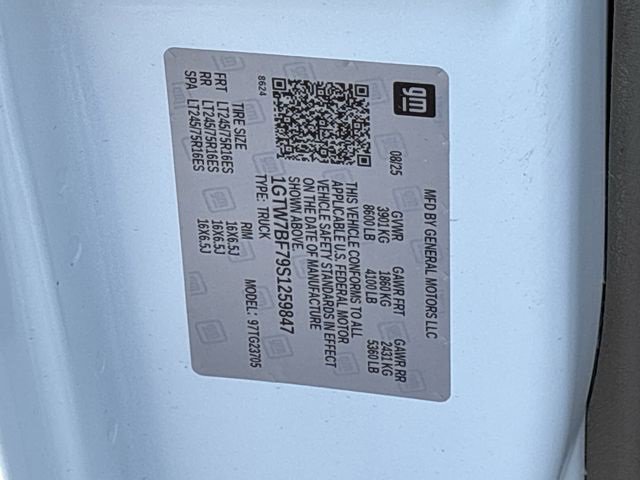 gm
MFD BY GENERAL MOTORS LLC
08/25 GVWR GAWR FRT GAWR RR
3901 KG 1860 KG 2431 KG
8600 LB 4100 LB 5360 LB
THIS VEHICLE CONFORMS TO ALL
APPLICABLE U.S. FEDERAL MOTOR
VEHICLE SAFETY STANDARDS IN EFFECT
ON THE DATE OF MANUFACTURE
SHOWN ABOVE.
1GTW7BF79S1259847
8624 TYPE: TRUCK MODEL: 97TG23705
TIRE SIZE RIM
FRT LT245/75R16ES 16X6.5J
RR LT245/75R16ES 16X6.5J
SPA LT245/75R16ES 16X6.5J